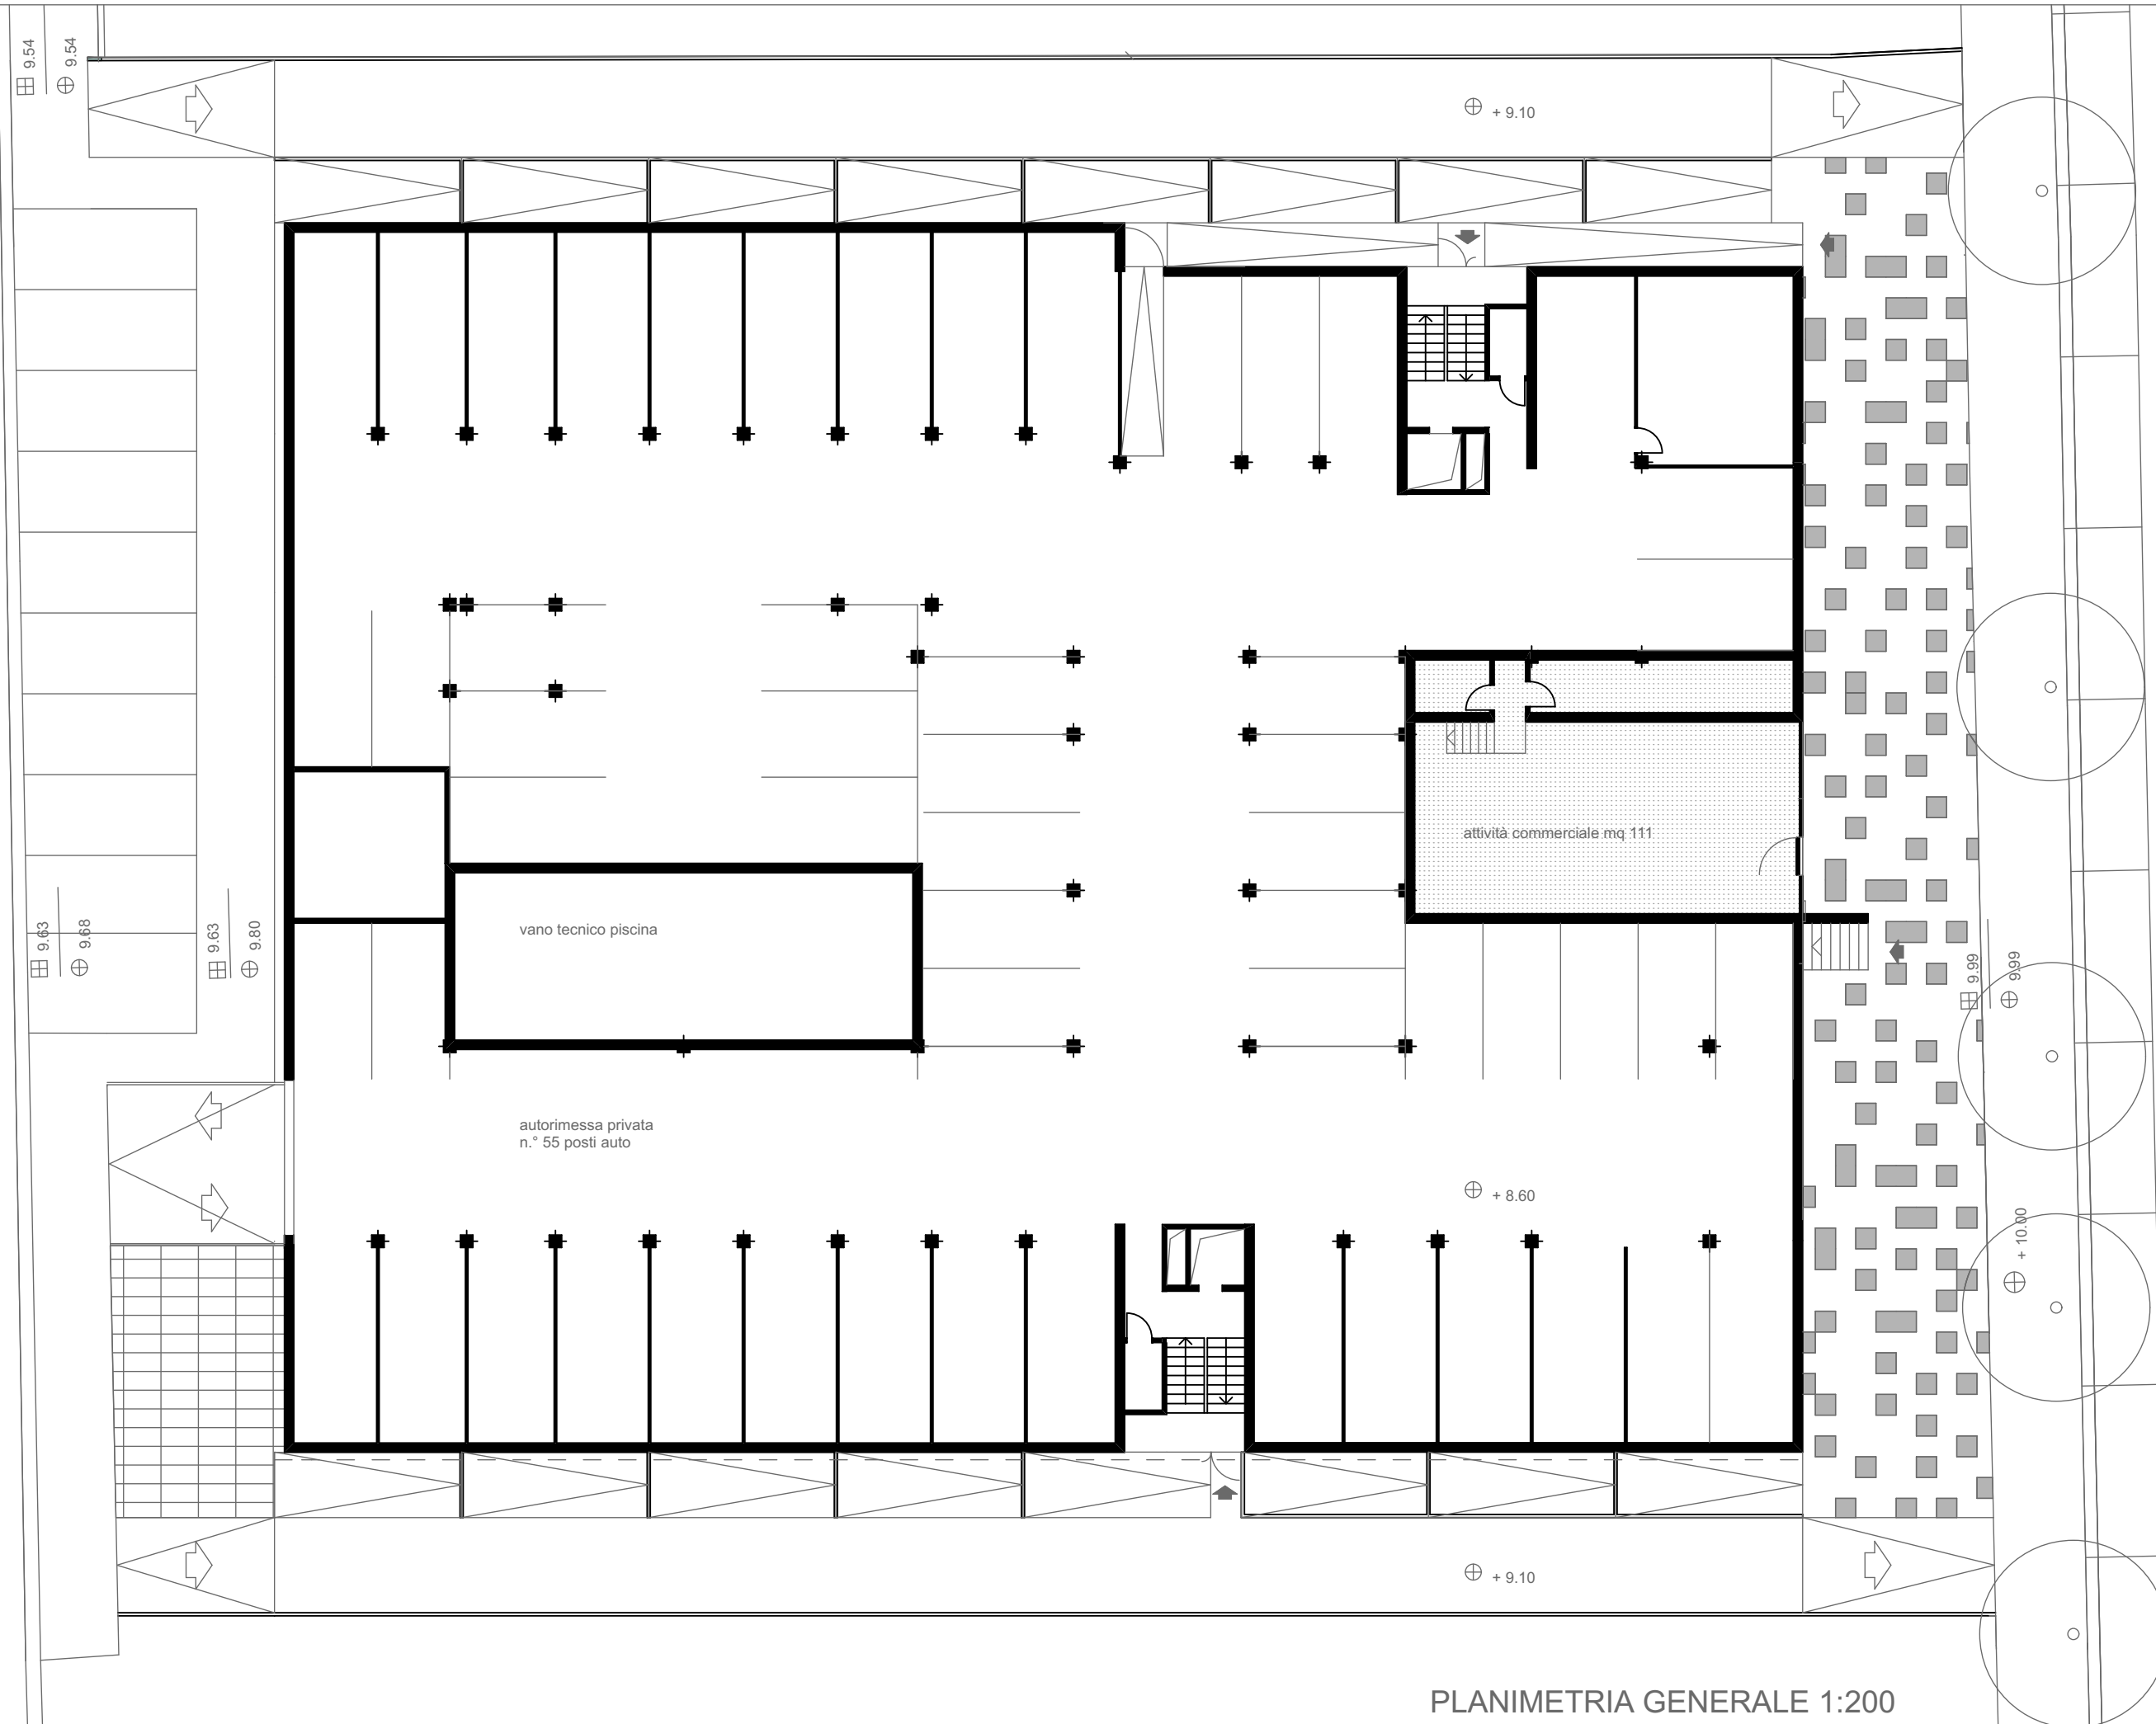 9.54
9.54
+ 9.10
attività commerciale mq 111
9.63
9.68
9.63
9.80
vano tecnico piscina
9.99
9.99
autorimessa privata
n.° 55 posti auto
+ 8.60
+ 10.00
+ 9.10
PLANIMETRIA GENERALE 1:200